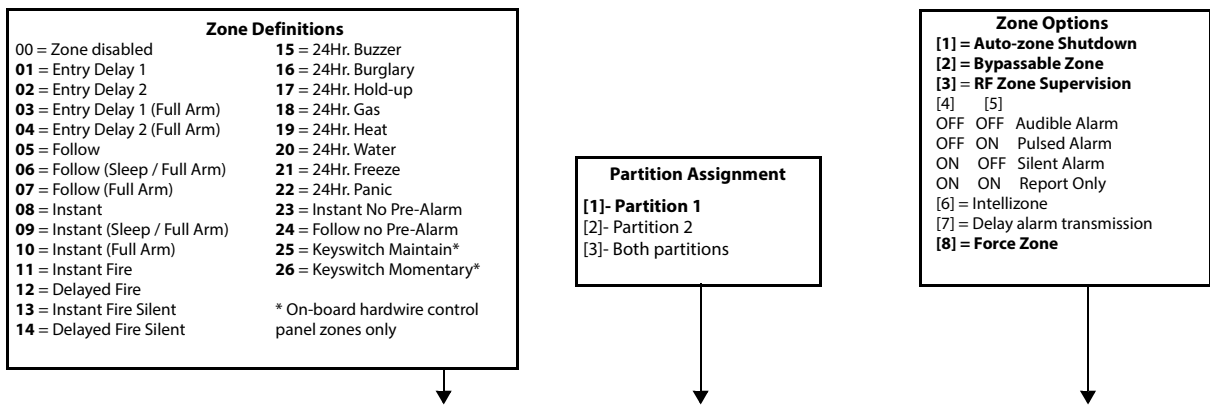 Zone Definitions
00 = Zone disabled
01 = Entry Delay 1
02 = Entry Delay 2
03 = Entry Delay 1 (Full Arm)
04 = Entry Delay 2 (Full Arm)
05 = Follow
06 = Follow (Sleep / Full Arm)
07 = Follow (Full Arm)
08 = Instant
09 = Instant (Sleep / Full Arm)
10 = Instant (Full Arm)
11 = Instant Fire
12 = Delayed Fire
13 = Instant Fire Silent
14 = Delayed Fire Silent
15 = 24Hr. Buzzer
16 = 24Hr. Burglary
17 = 24Hr. Hold-up
18 = 24Hr. Gas
19 = 24Hr. Heat
20 = 24Hr. Water
21 = 24Hr. Freeze
22 = 24Hr. Panic
23 = Instant No Pre-Alarm
24 = Follow no Pre-Alarm
25 = Keyswitch Maintain*
26 = Keyswitch Momentary*
* On-board hardwire control
panel zones only
Partition Assignment
[1]- Partition 1
[2]- Partition 2
[3]- Both partitions
Zone Options
[1] = Auto-zone Shutdown
[2] = Bypassable Zone
[3] = RF Zone Supervision
[4] [5]
OFF OFF Audible Alarm
OFF ON Pulsed Alarm
ON OFF Silent Alarm
ON ON Report Only
[6] = Intellizone
[7] = Delay alarm transmission
[8] = Force Zone